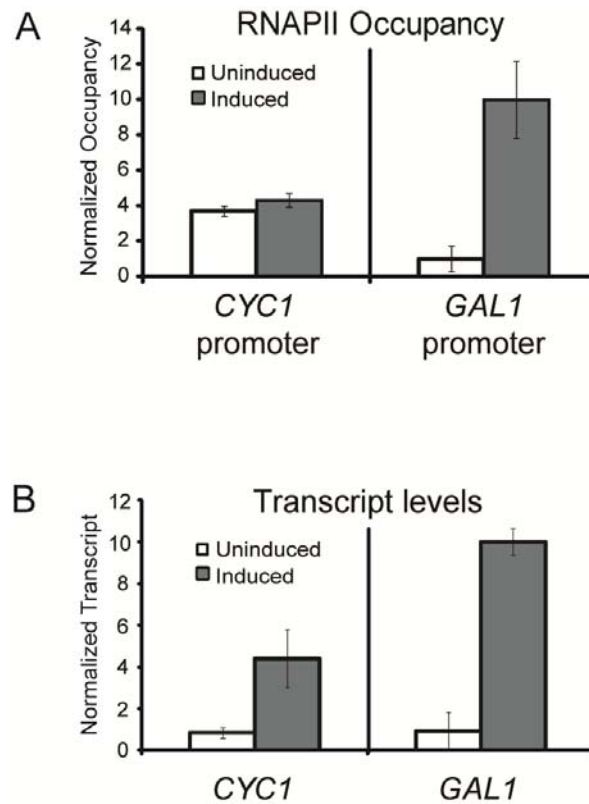 A
RNAPII Occupancy
Normalized Occupancy
14
12
10
8
6
4
2
0
Uninduced
Induced
CYC1
promoter
GAL1
promoter
B
Transcript levels
Normalized Transcript
12
10
8
6
4
2
0
Uninduced
Induced
CYC1
GAL1